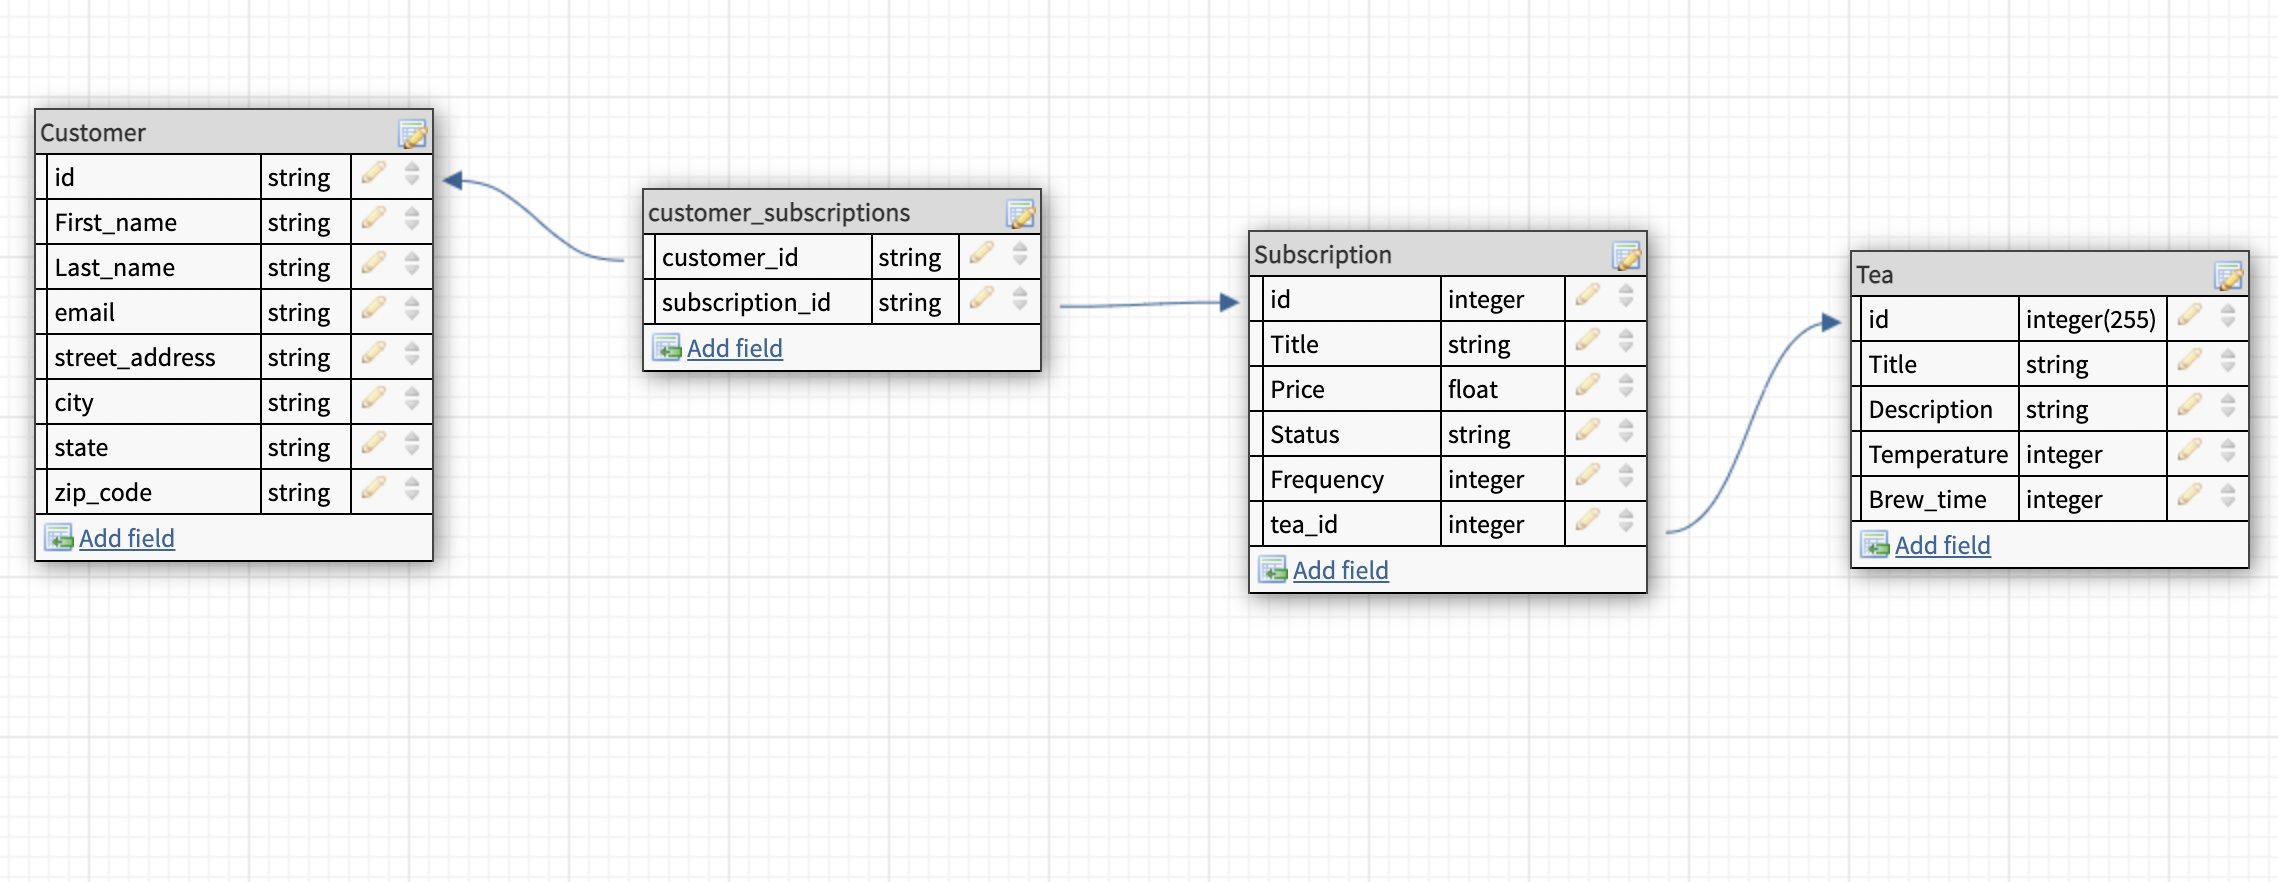 Customer
id string
First_name string
Last_name string
email string
street_address string
city string
state string
zip_code string
Add field
customer_subscriptions
customer_id string
subscription_id string
Add field
Subscription
id integer
Title string
Price float
Status string
Frequency integer
tea_id integer
Add field
Tea
id integer(255)
Title string
Description string
Temperature integer
Brew_time integer
Add field